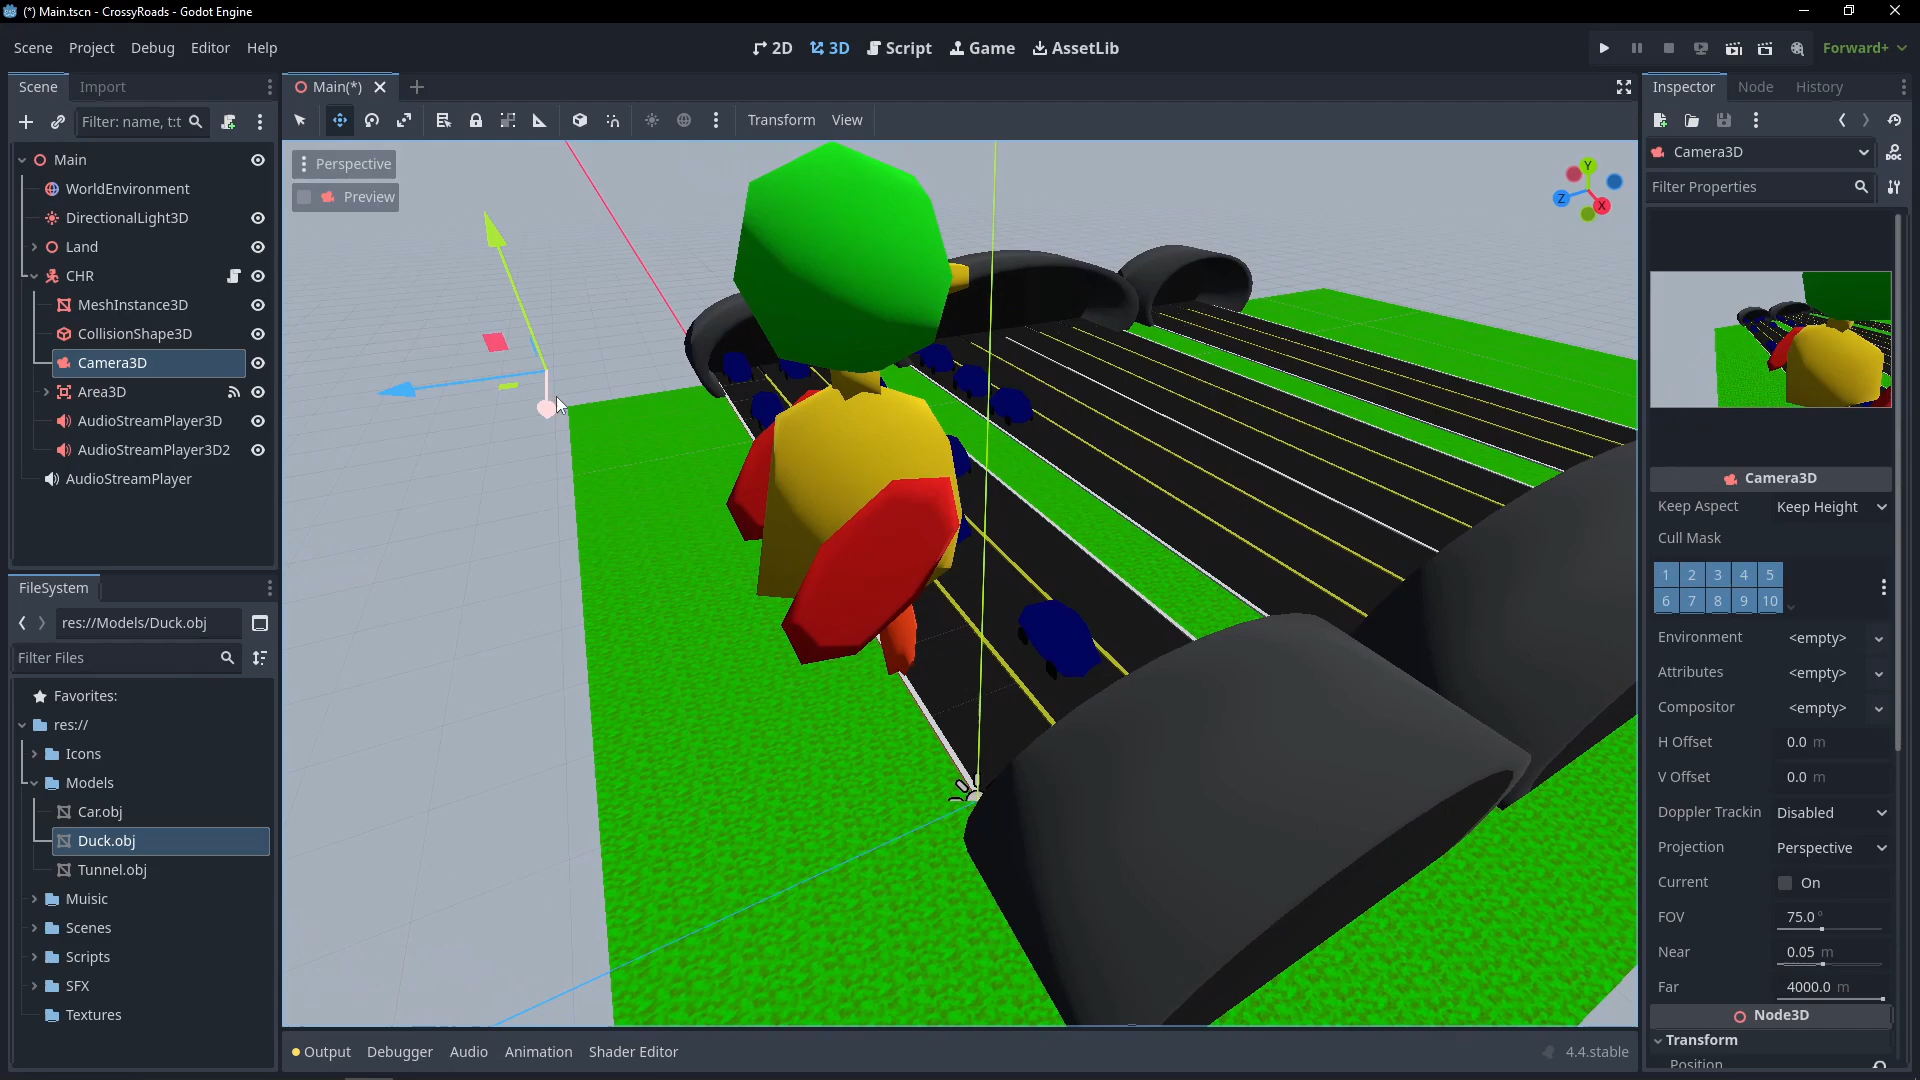 (*) Main.tscn - CrossyRoads - Godot Engine
Scene Project Debug Editor Help
2D 3D Script Game AssetLib
Forward+
Scene Import
Main(*)
Inspector Node History
Filter: name, t:t
Transform View
Camera3D
Filter Properties
Main
WorldEnvironment
DirectionalLight3D
Land
CHR
MeshInstance3D
CollisionShape3D
Camera3D
Area3D
AudioStreamPlayer3D
AudioStreamPlayer3D2
AudioStreamPlayer
Perspective
Preview
Y
Z
X
FileSystem
res://Models/Duck.obj
Filter Files
Favorites:
res://
Icons
Models
Car.obj
Duck.obj
Tunnel.obj
Muisic
Scenes
Scripts
SFX
Textures
Camera3D
Keep Aspect Keep Height
Cull Mask
1 2 3 4 5
6 7 8 9 10
Environment <empty>
Attributes <empty>
Compositor <empty>
H Offset 0.0 m
V Offset 0.0 m
Doppler Trackin Disabled
Projection Perspective
Current On
FOV 75.0 °
Near 0.05 m
Far 4000.0 m
Node3D
Transform
Position
Output Debugger Audio Animation Shader Editor
4.4.stable